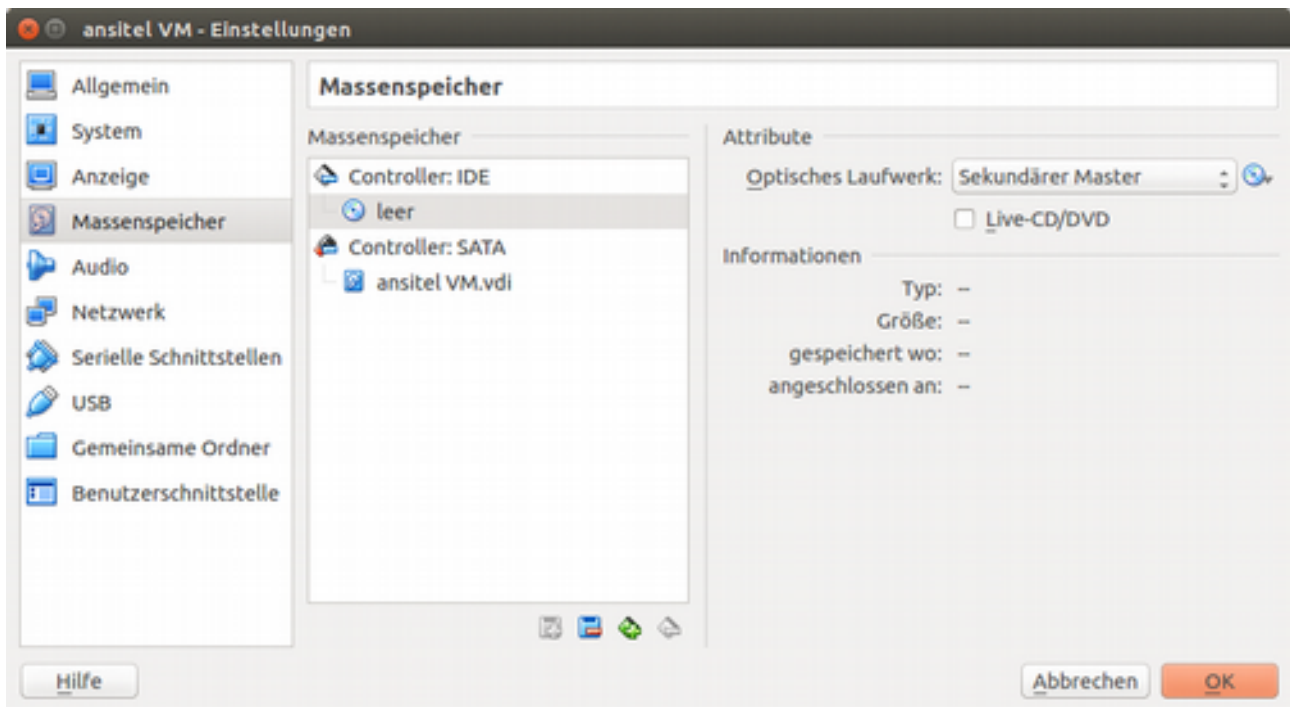 ansitel VM - Einstellungen
Allgemein
System
Anzeige
Massenspeicher
Audio
Netzwerk
Serielle Schnittstellen
USB
Gemeinsame Ordner
Benutzerschnittstelle
Massenspeicher
Massenspeicher
Controller: IDE
leer
Controller: SATA
ansitel VM.vdi
Attribute
Optisches Laufwerk: Sekundärer Master
Live-CD/DVD
Informationen
Typ: --
Größe: --
gespeichert wo: --
angeschlossen an: --
Hilfe
Abbrechen
OK